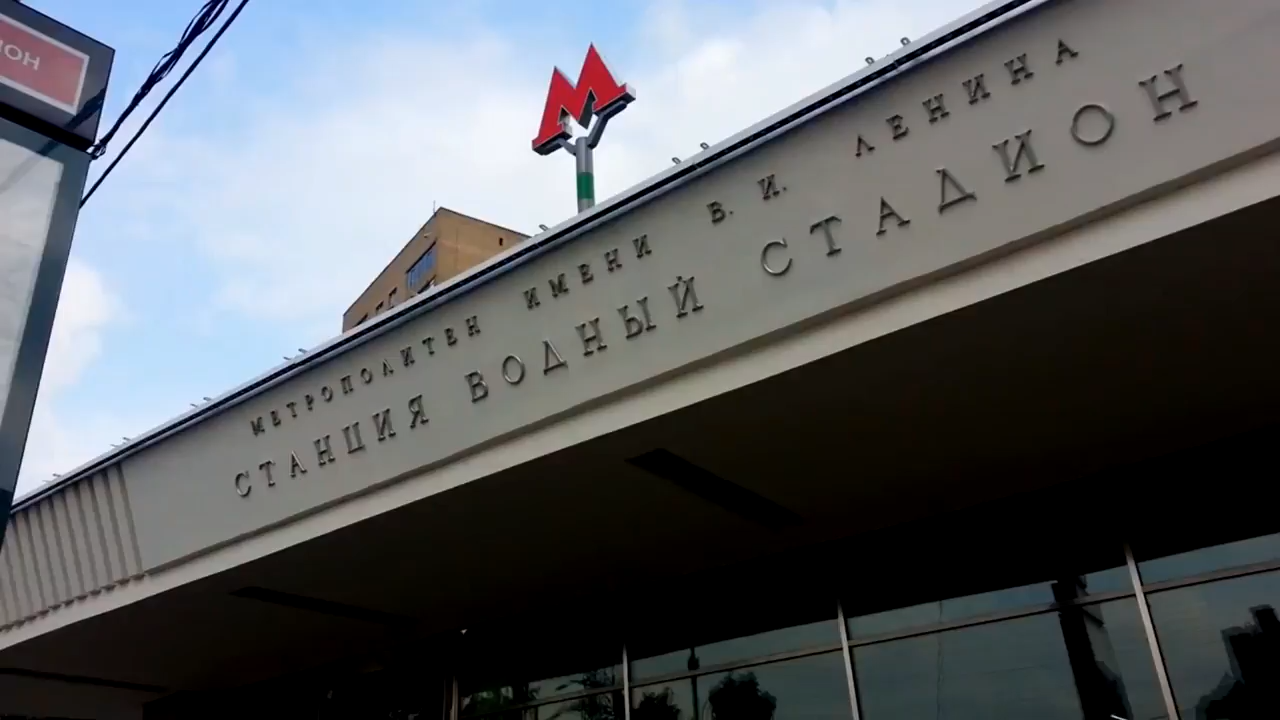 М
МЕТРОПОЛИТЕН ИМЕНИ В. И. ЛЕНИНА
СТАНЦИЯ ВОДНЫЙ СТАДИОН